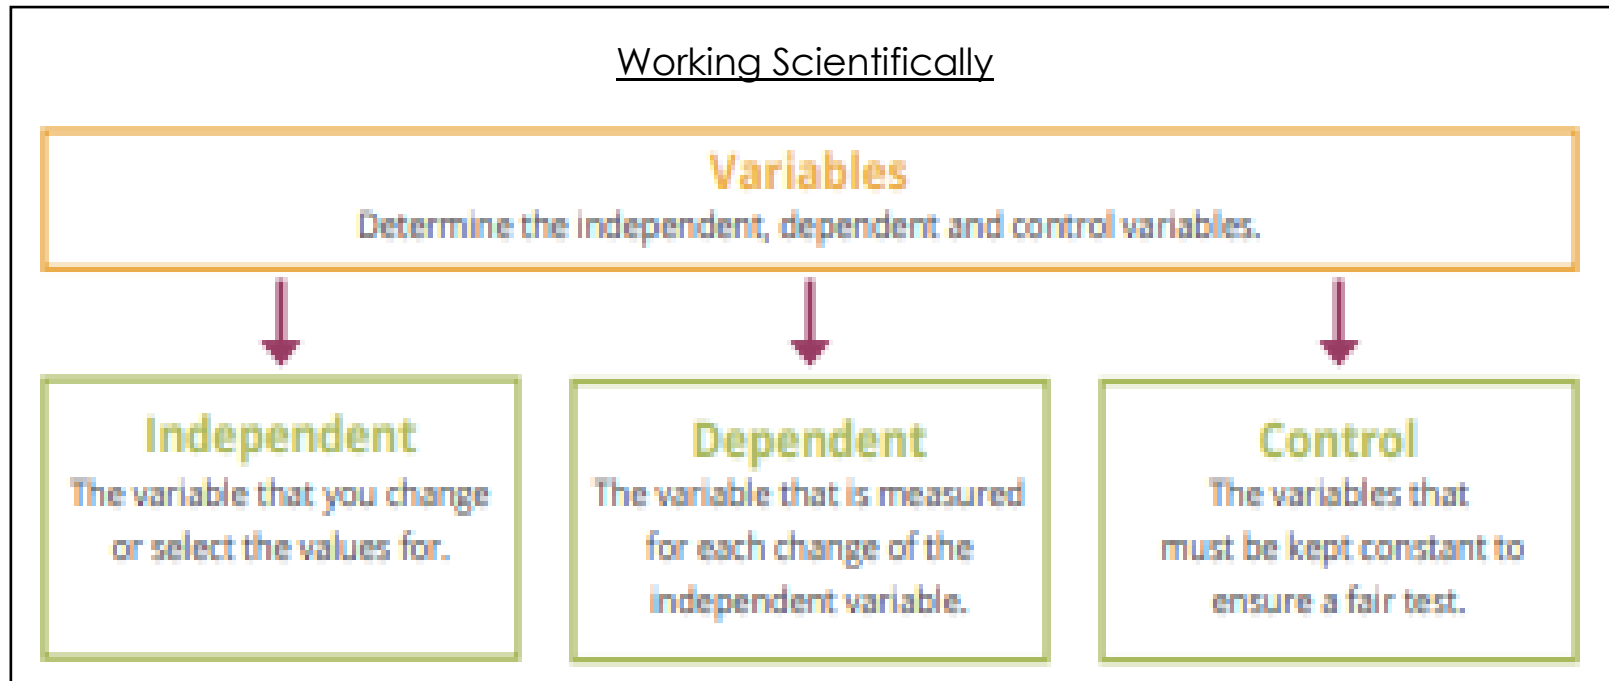 Working Scientifically
Variables
Determine the independent, dependent and control variables.
Independent
The variable that you change
or select the values for.
Dependent
The variable that is measured
for each change of the
independent variable.
Control
The variables that
must be kept constant to
ensure a fair test.